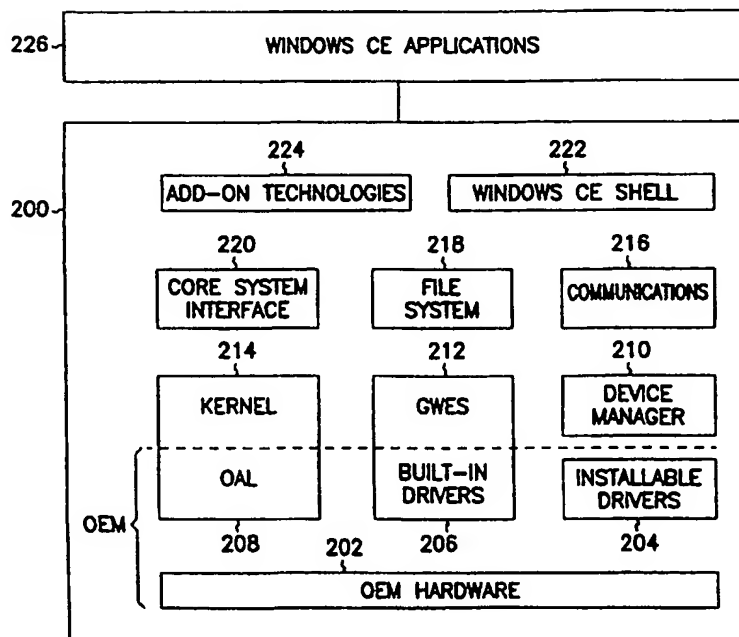 226
WINDOWS CE APPLICATIONS
224
222
200
ADD-ON TECHNOLOGIES
WINDOWS CE SHELL
220
218
216
CORE SYSTEM
INTERFACE
FILE
SYSTEM
COMMUNICATIONS
214
212
210
KERNEL
GWES
DEVICE
MANAGER
OEM
OAL
BUILT-IN
DRIVERS
INSTALLABLE
DRIVERS
208
206
204
202
OEM HARDWARE